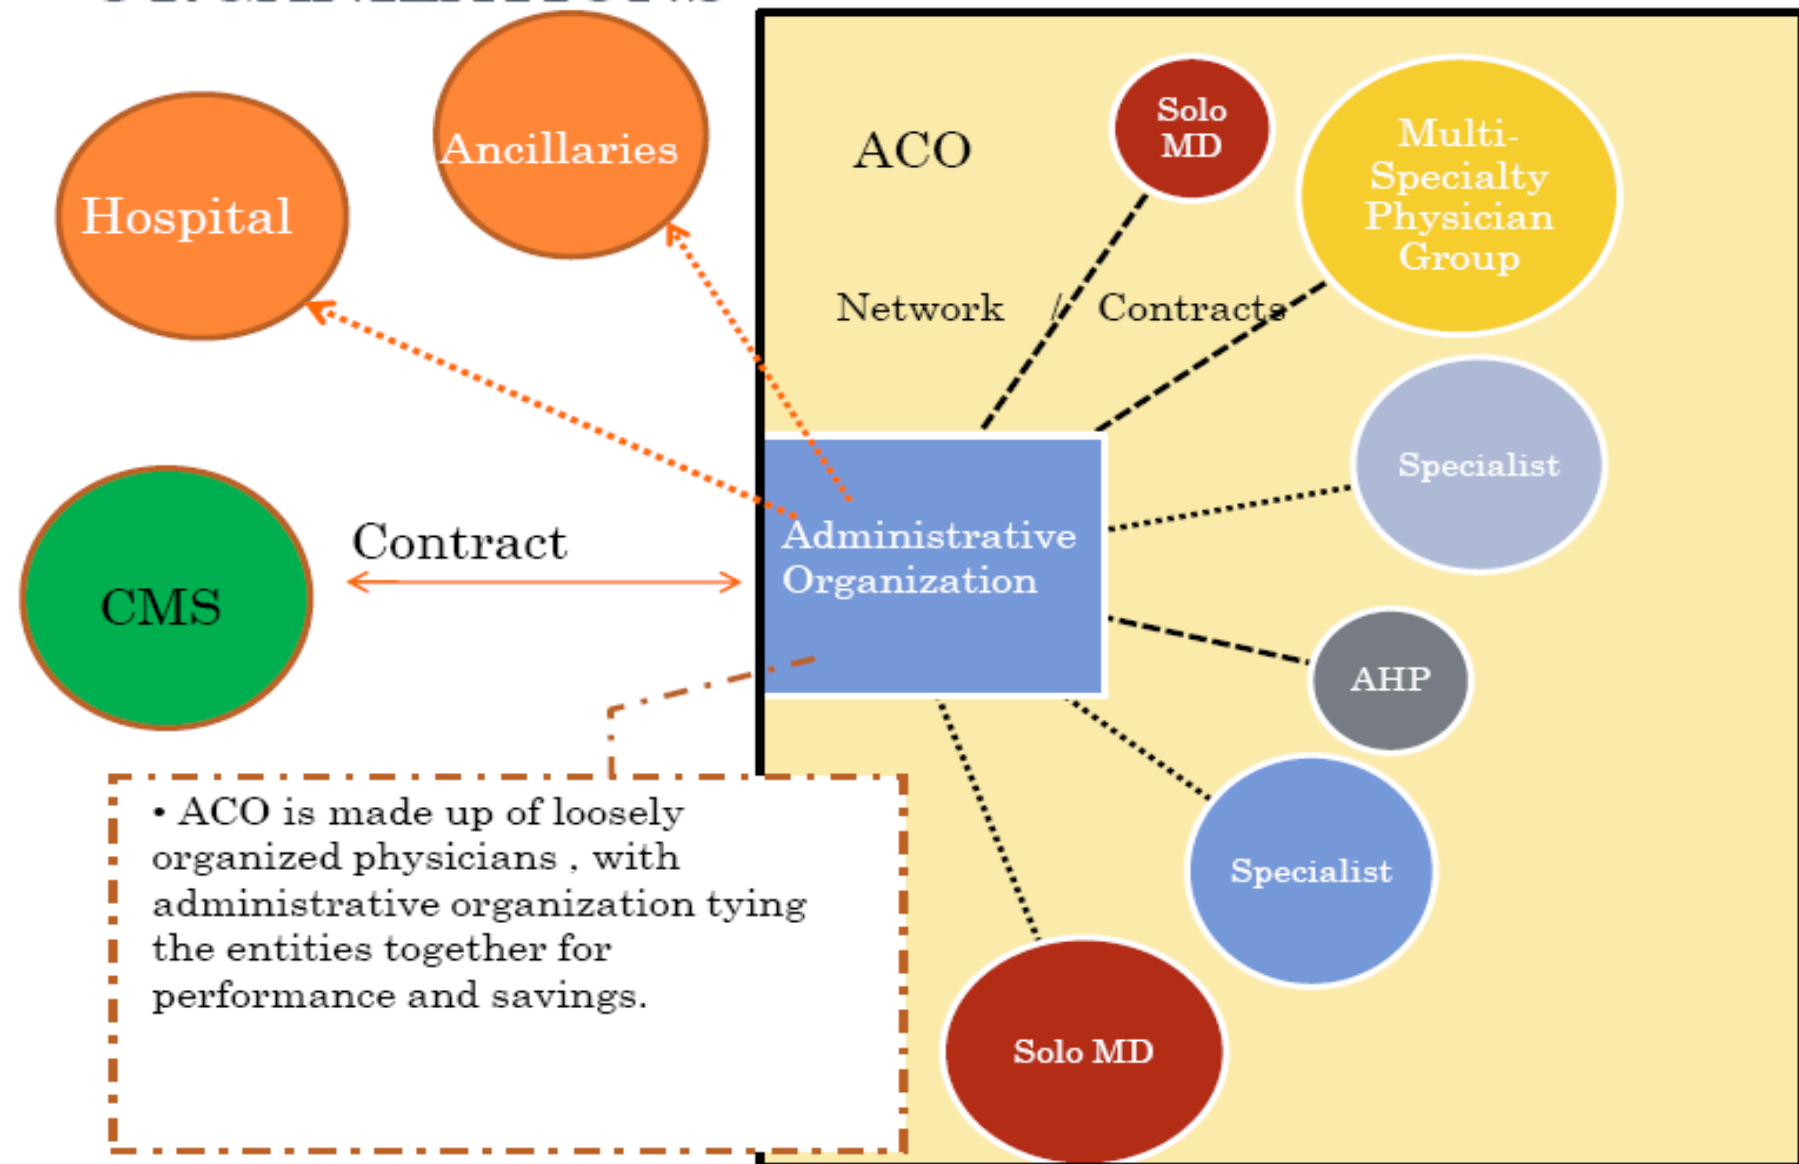 Hospital
Ancillaries
CMS
Contract
ACO
Network / Contracts
Solo
MD
Multi-
Specialty
Physician
Group
Specialist
Administrative
Organization
AHP
Specialist
Solo MD
• ACO is made up of loosely
organized physicians , with
administrative organization tying
the entities together for
performance and savings.